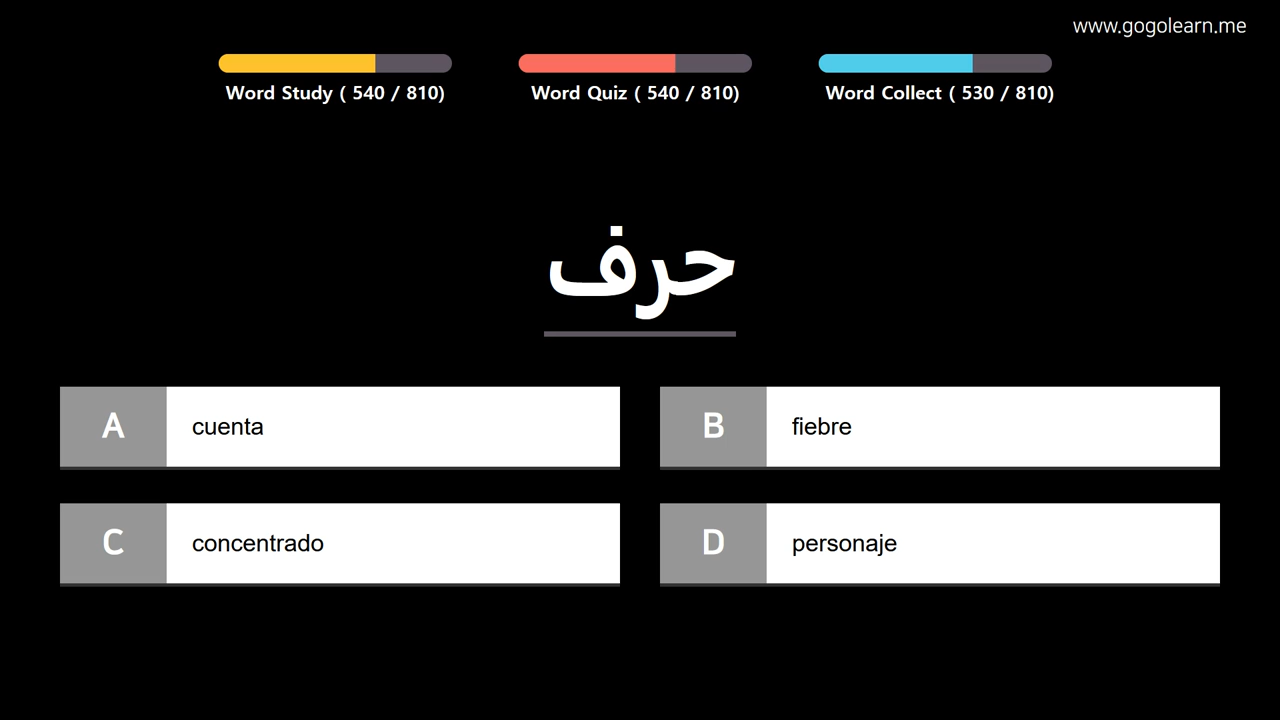 www.gogolearn.me
Word Study ( 540 / 810)
Word Quiz ( 540 / 810)
Word Collect ( 530 / 810)
حرف
A cuenta
B fiebre
C concentrado
D personaje